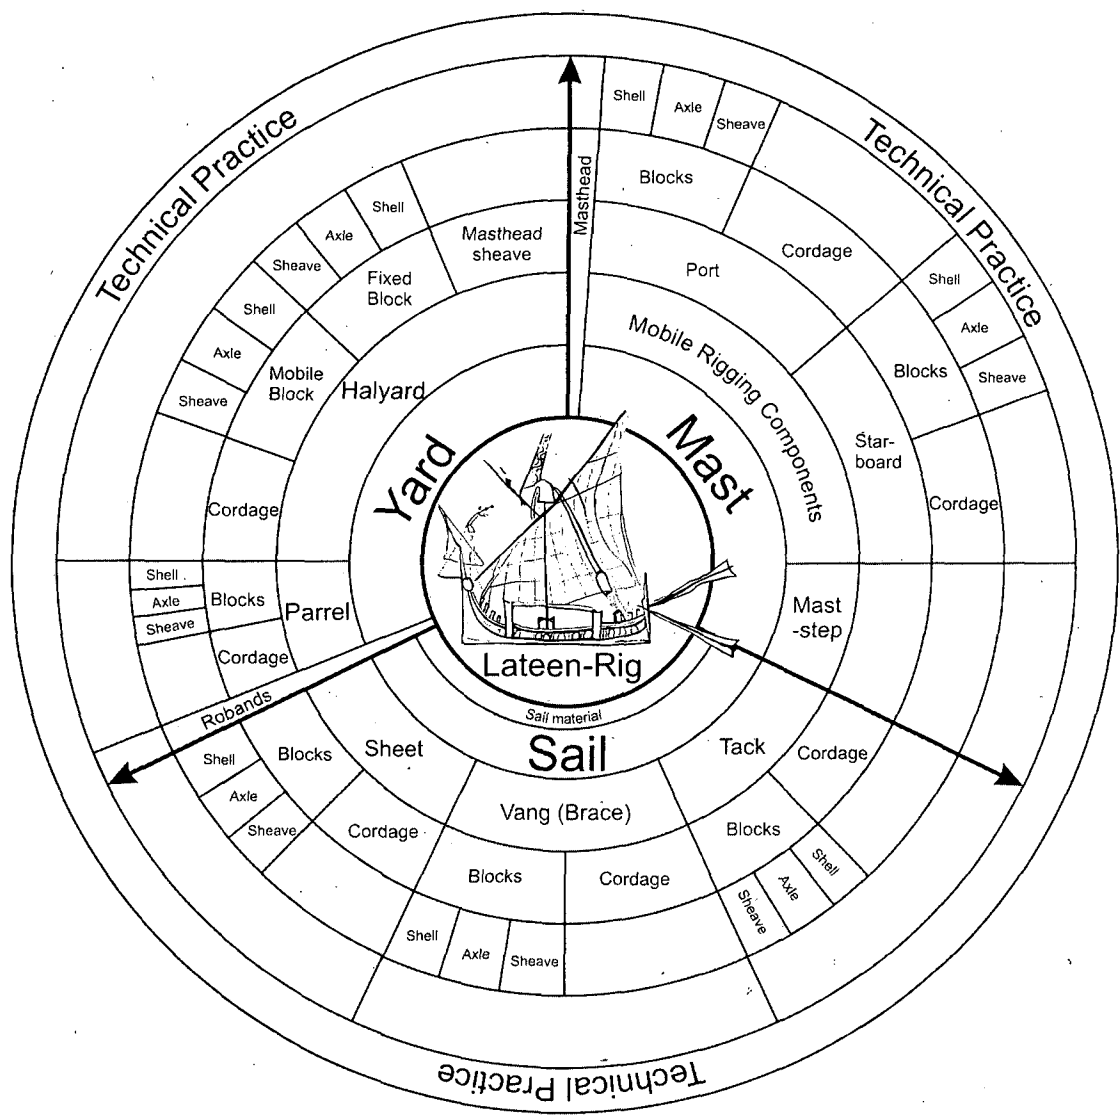 Technical Practice
Technical Practice
Technical Practice
Lateen-Rig
Mast
Masthead
Mobile Rigging Components
Port
Blocks
Shell
Axle
Sheave
Cordage
Star-
board
Blocks
Shell
Axle
Sheave
Cordage
Mast
-step
Sail
Sail material
Tack
Cordage
Blocks
Shell
Axle
Sheave
Vang (Brace)
Cordage
Blocks
Shell
Axle
Sheave
Sheet
Cordage
Blocks
Shell
Axle
Sheave
Yard
Robands
Parrel
Cordage
Blocks
Shell
Axle
Sheave
Halyard
Cordage
Mobile
Block
Shell
Axle
Sheave
Fixed
Block
Shell
Axle
Sheave
Masthead
sheave